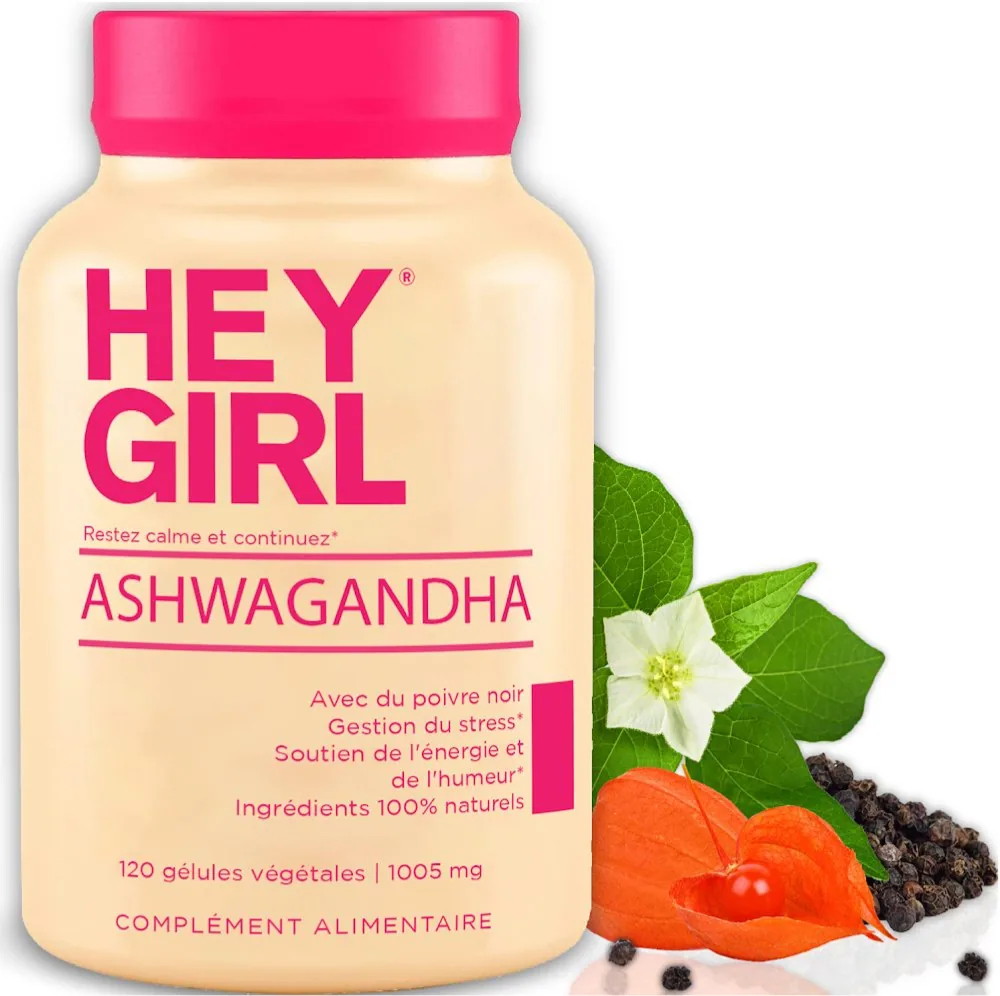 HEY®
GIRL
Restez calme et continuez*
ASHWAGANDHA
Avec du poivre noir
Gestion du stress*
Soutien de l'énergie et
de l'humeur*
Ingrédients 100% naturels
120 gélules végétales | 1005 mg
COMPLÉMENT ALIMENTAIRE